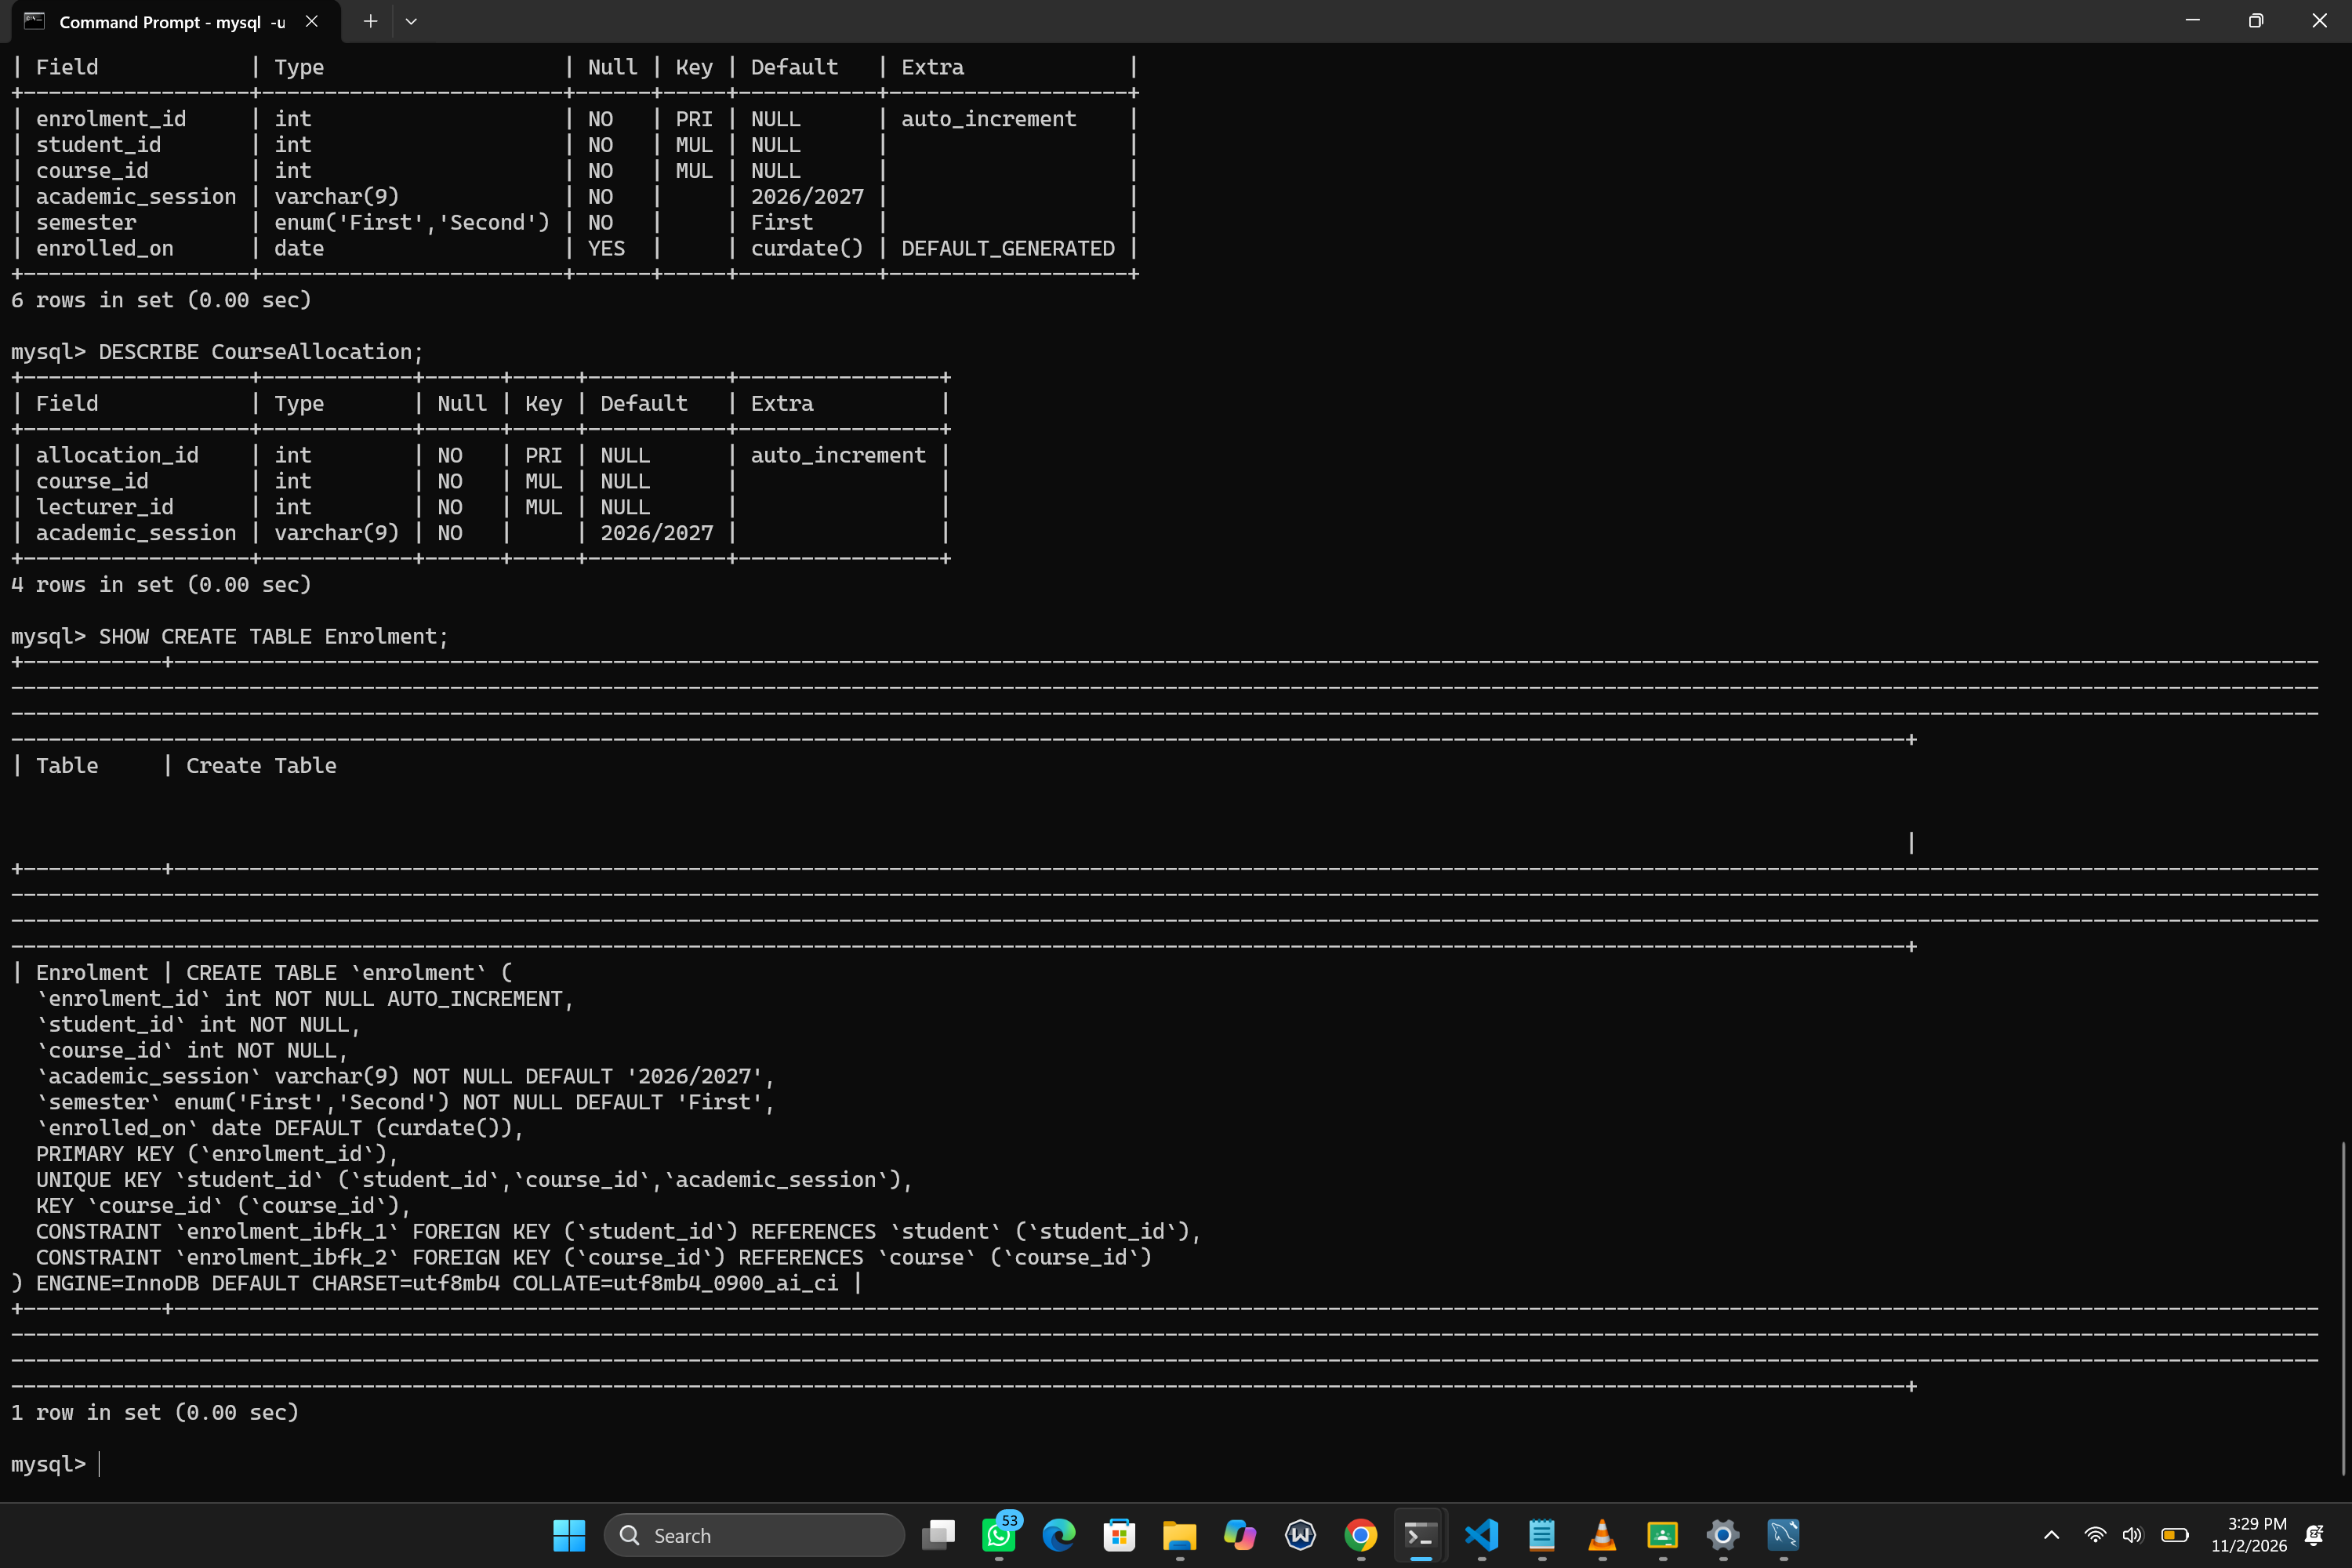 Command Prompt - mysql -u
| Field            | Type                   | Null | Key | Default    | Extra             |
+------------------+------------------------+------+-----+------------+-------------------+
| enrolment_id     | int                    | NO   | PRI | NULL       | auto_increment    |
| student_id       | int                    | NO   | MUL | NULL       |                   |
| course_id        | int                    | NO   | MUL | NULL       |                   |
| academic_session | varchar(9)             | NO   |     | 2026/2027  |                   |
| semester         | enum('First','Second') | NO   |     | First      |                   |
| enrolled_on      | date                   | YES  |     | curdate()  | DEFAULT_GENERATED |
+------------------+------------------------+------+-----+------------+-------------------+
6 rows in set (0.00 sec)
mysql> DESCRIBE CourseAllocation;
+------------------+------------+------+-----+-----------+----------------+
| Field            | Type       | Null | Key | Default   | Extra          |
+------------------+------------+------+-----+-----------+----------------+
| allocation_id    | int        | NO   | PRI | NULL      | auto_increment |
| course_id        | int        | NO   | MUL | NULL      |                |
| lecturer_id      | int        | NO   | MUL | NULL      |                |
| academic_session | varchar(9) | NO   |     | 2026/2027 |                |
+------------------+------------+------+-----+-----------+----------------+
4 rows in set (0.00 sec)
mysql> SHOW CREATE TABLE Enrolment;
| Table     | Create Table
|
| Enrolment | CREATE TABLE `enrolment` (
  `enrolment_id` int NOT NULL AUTO_INCREMENT,
  `student_id` int NOT NULL,
  `course_id` int NOT NULL,
  `academic_session` varchar(9) NOT NULL DEFAULT '2026/2027',
  `semester` enum('First','Second') NOT NULL DEFAULT 'First',
  `enrolled_on` date DEFAULT (curdate()),
  PRIMARY KEY (`enrolment_id`),
  UNIQUE KEY `student_id` (`student_id`,`course_id`,`academic_session`),
  KEY `course_id` (`course_id`),
  CONSTRAINT `enrolment_ibfk_1` FOREIGN KEY (`student_id`) REFERENCES `student` (`student_id`),
  CONSTRAINT `enrolment_ibfk_2` FOREIGN KEY (`course_id`) REFERENCES `course` (`course_id`)
) ENGINE=InnoDB DEFAULT CHARSET=utf8mb4 COLLATE=utf8mb4_0900_ai_ci |
1 row in set (0.00 sec)
mysql>
Search
53
3:29 PM
11/2/2026